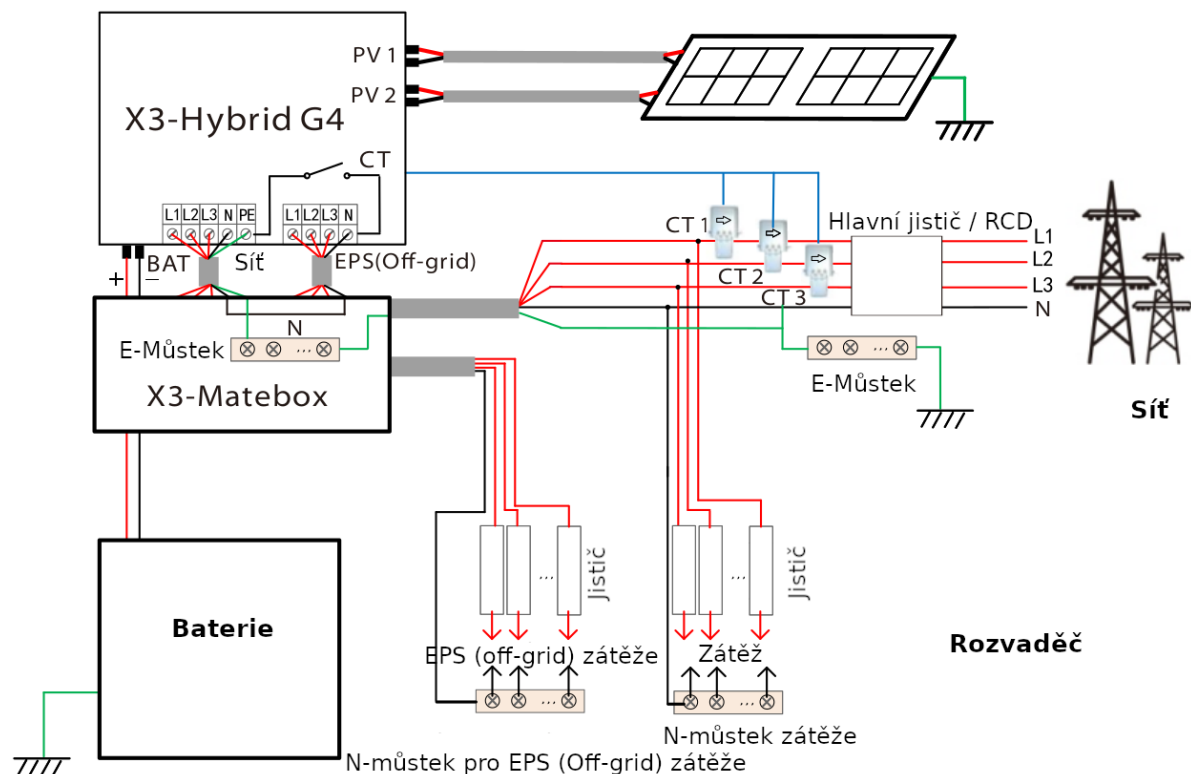 PV 1
PV 2
X3-Hybrid G4
CT
L1 L2 L3 N PE
L1 L2 L3 N
+
BAT
–
Síť
EPS(Off-grid)
CT 1
CT 2
CT 3
Hlavní jistič / RCD
L1
L2
L3
N
N
E-Můstek
...
X3-Matebox
...
E-Můstek
Síť
...
Jistič
...
Jistič
Baterie
EPS (off-grid) zátěže
Zátěž
Rozvaděč
...
...
N-můstek zátěže
N-můstek pro EPS (Off-grid) zátěže